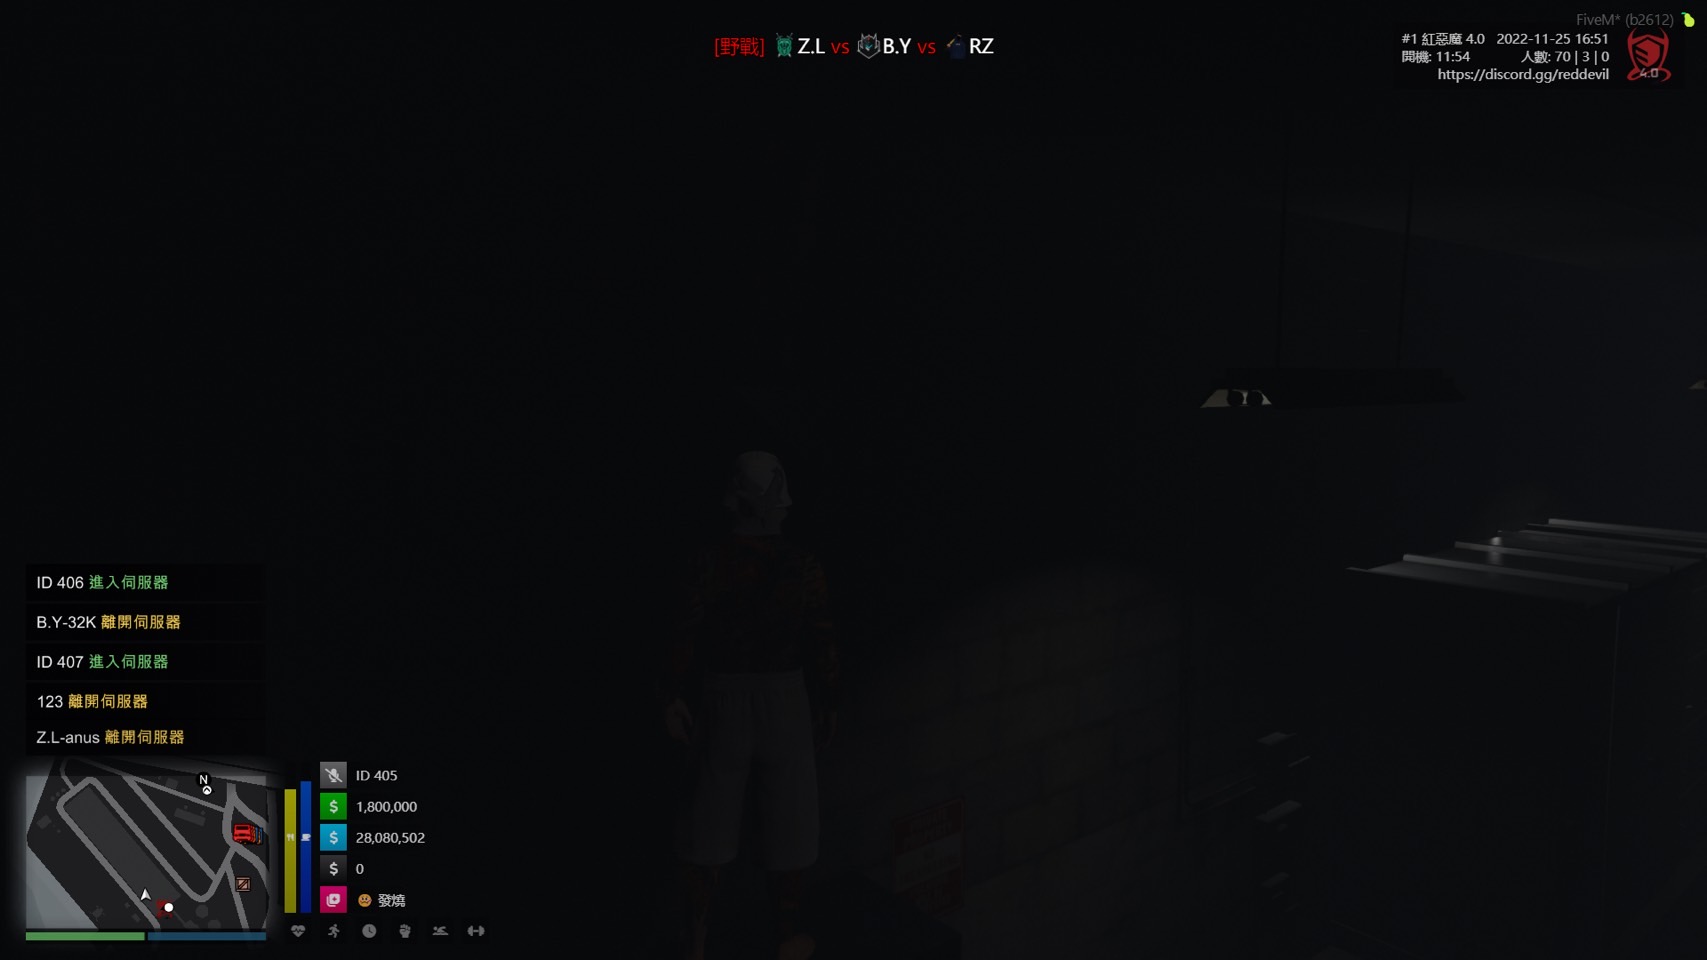 FiveM* (b2612)
[野戰] Z.L vs B.Y vs RZ
#1 紅惡魔 4.0 2022-11-25 16:51
開機: 11:54 人數: 70 | 3 | 0
https://discord.gg/reddevil
4.0
ID 406 進入伺服器
B.Y-32K 離開伺服器
ID 407 進入伺服器
123 離開伺服器
Z.L-anus 離開伺服器
N
ID 405
$ 1,800,000
$ 28,080,502
$ 0
發燒